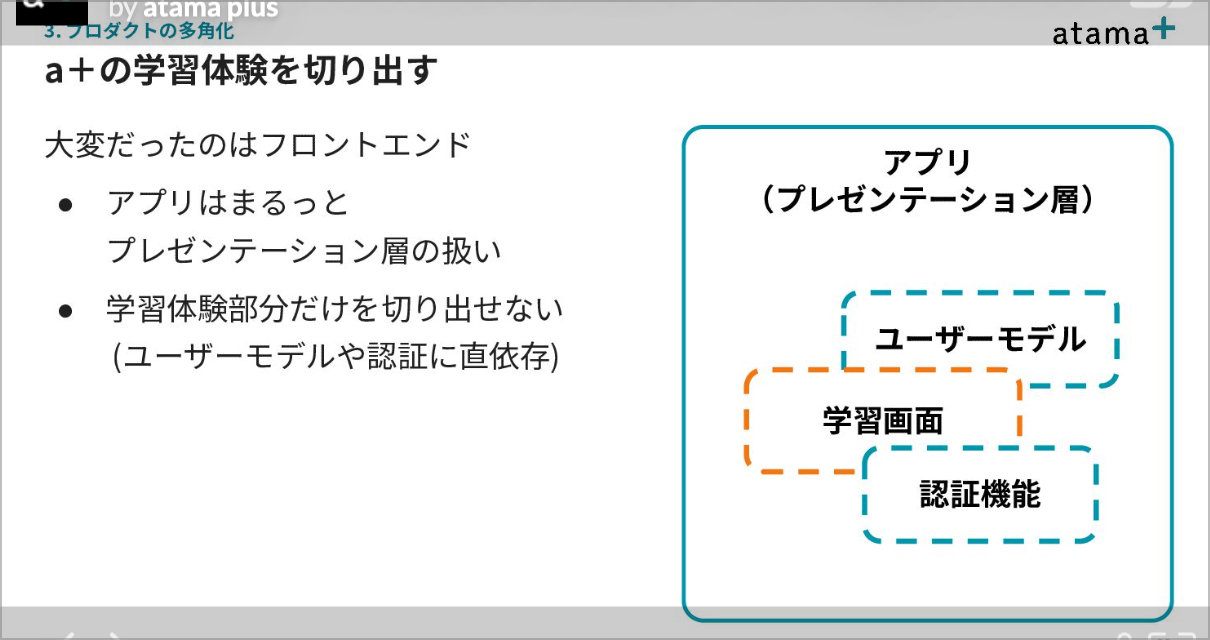 by atama plus
3. プロダクトの多角化
atama+
a+の学習体験を切り出す
大変だったのはフロントエンド
● アプリはまるっと
プレゼンテーション層の扱い
● 学習体験部分だけを切り出せない
(ユーザーモデルや認証に直依存)
アプリ
(プレゼンテーション層)
ユーザーモデル
学習画面
認証機能